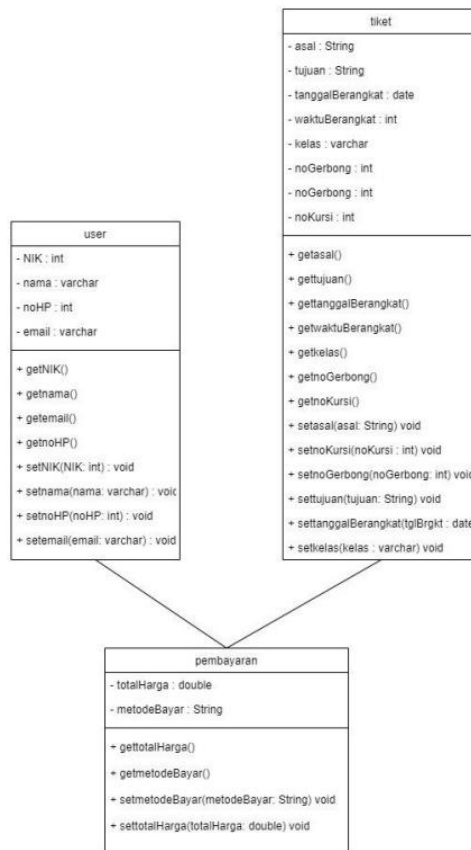 tiket
- asal : String
- tujuan : String
- tanggalBerangkat : date
- waktuBerangkat : int
- kelas : varchar
- noGerbong : int
- noGerbong : int
- noKursi : int
+ getasal()
+ gettujuan()
+ gettanggalBerangkat()
+ getwaktuBerangkat()
+ getkelas()
+ getnoGerbong()
+ getnoKursi()
+ setasal(asal: String) void
+ setnoKursi(noKursi : int) void
+ setnoGerbong(noGerbong: int) void
+ settujuan(tujuan: String) void
+ settanggalBerangkat(tglBrgkt : date
+ setkelas(kelas : varchar) void
user
- NIK : int
- nama : varchar
- noHP : int
- email : varchar
+ getNIK()
+ getnama()
+ getemail()
+ getnoHP()
+ setNIK(NIK: int) : void
+ setnama(nama: varchar) : void
+ setnoHP(noHP: int) : void
+ setemail(email: varchar) : void
pembayaran
- totalHarga : double
- metodeBayar : String
+ gettotalHarga()
+ getmetodeBayar()
+ setmetodeBayar(metodeBayar: String) void
+ settotalHarga(totalHarga: double) void